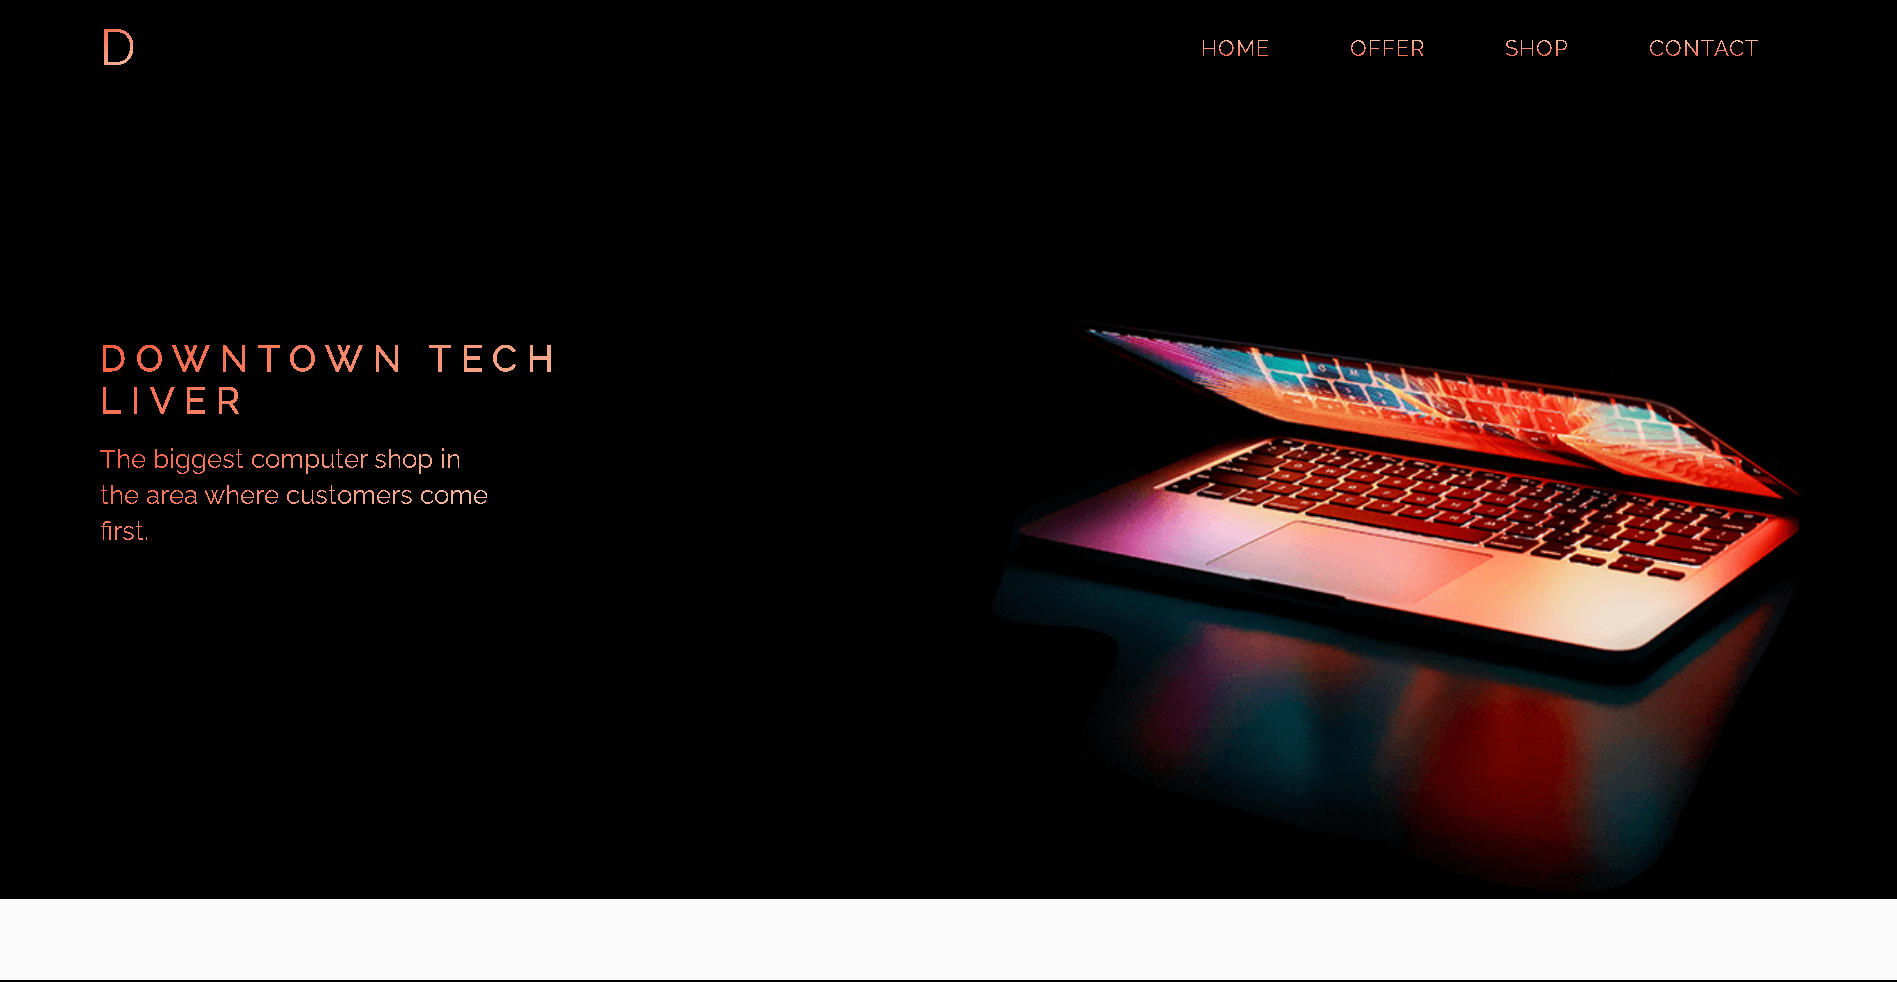 D
HOME OFFER SHOP CONTACT
DOWNTOWN TECH
LIVER
The biggest computer shop in
the area where customers come
first.